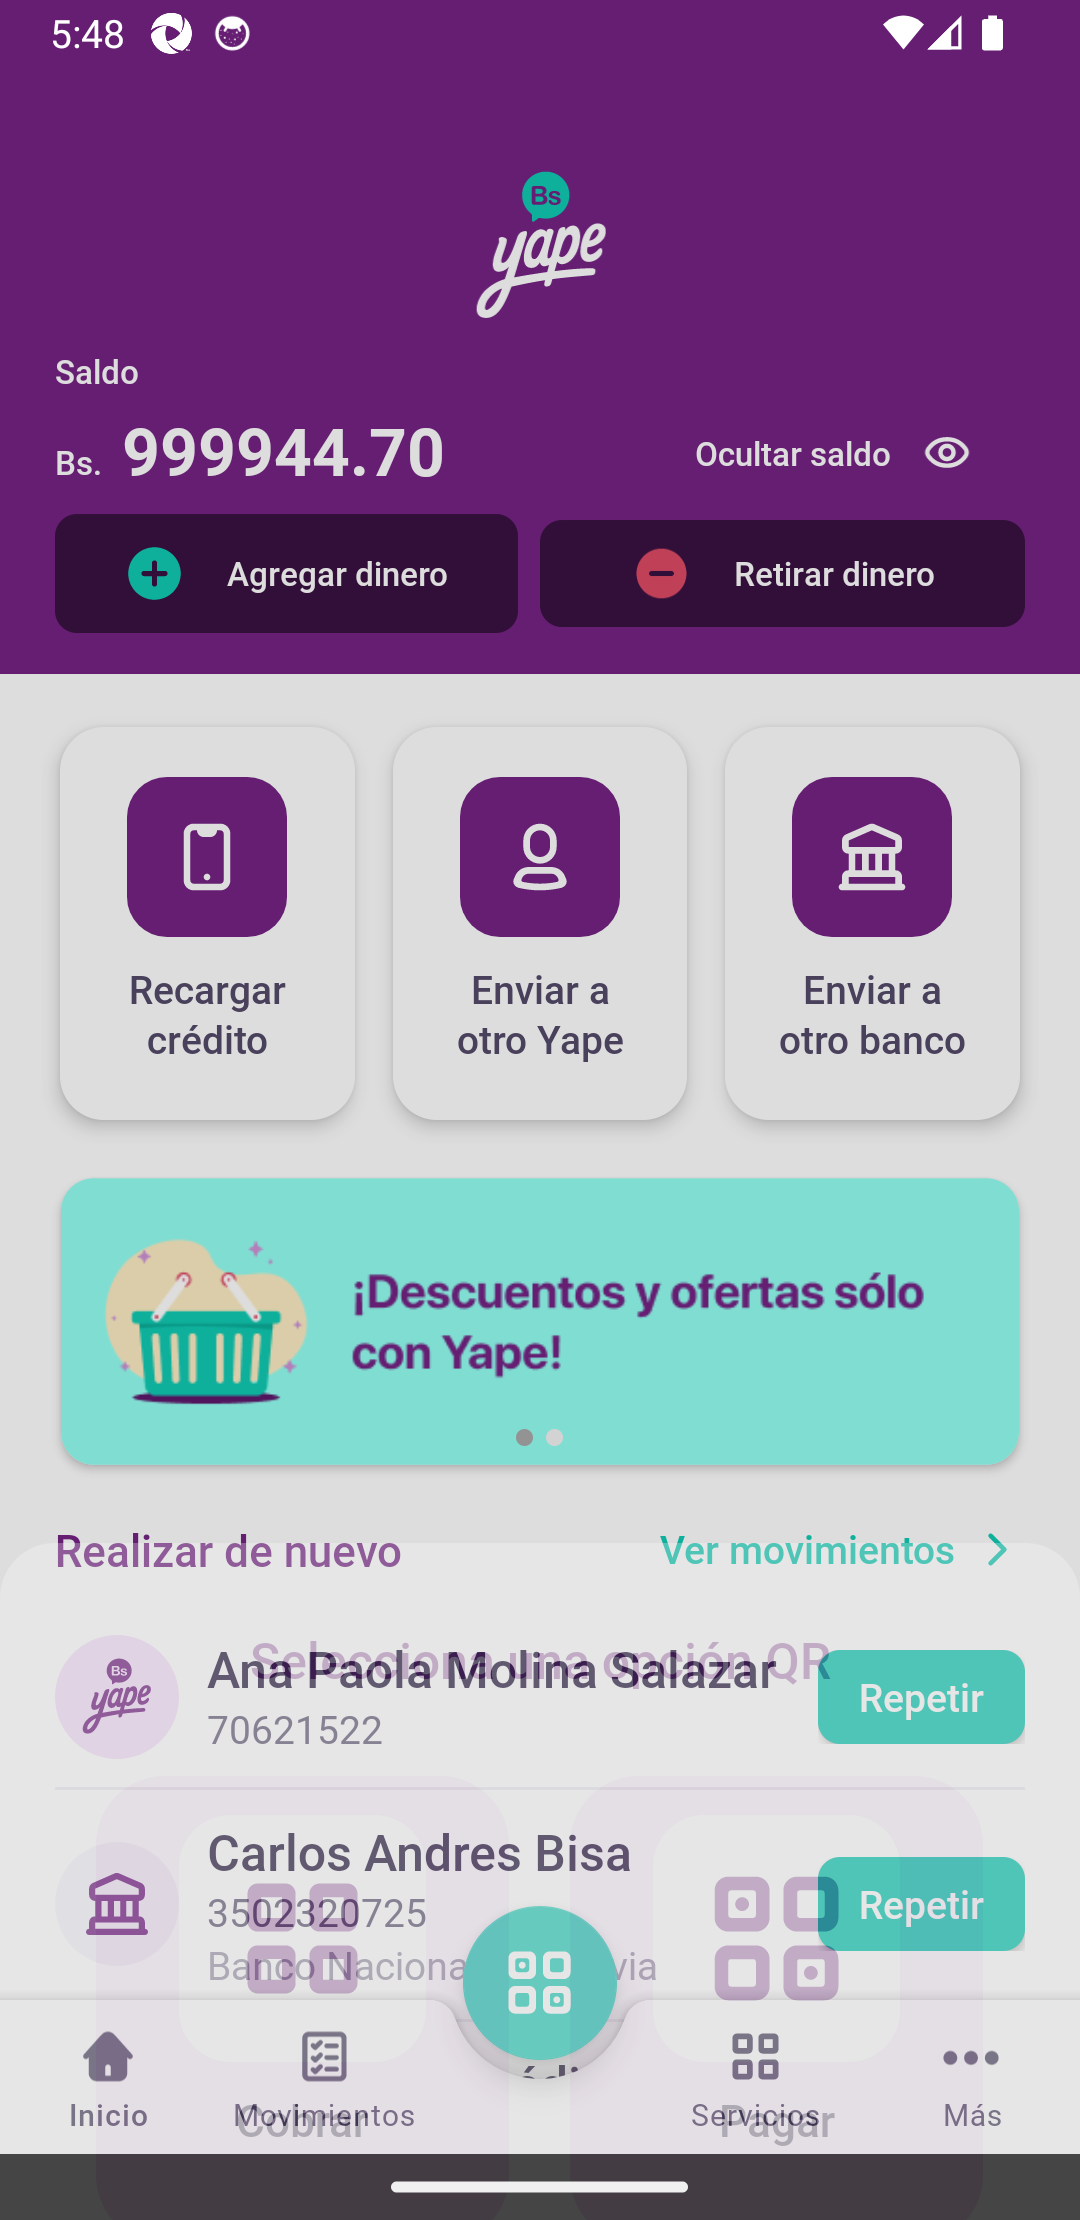 5:48
Bs
yape
Saldo
Bs. 999944.70
Ocultar saldo
Agregar dinero
Retirar dinero
Recargar
crédito
Enviar a
otro Yape
Enviar a
otro banco
¡Descuentos y ofertas sólo
con Yape!
Realizar de nuevo
Ver movimientos
Selecciona una opción QR
Bs
yape
Ana Paola Molina Salazar
70621522
Repetir
Carlos Andres Bisa
3502320725
Banco Naciona via
Repetir
Inicio
Movimientos
Servicios
Más
Cobrar
Pagar